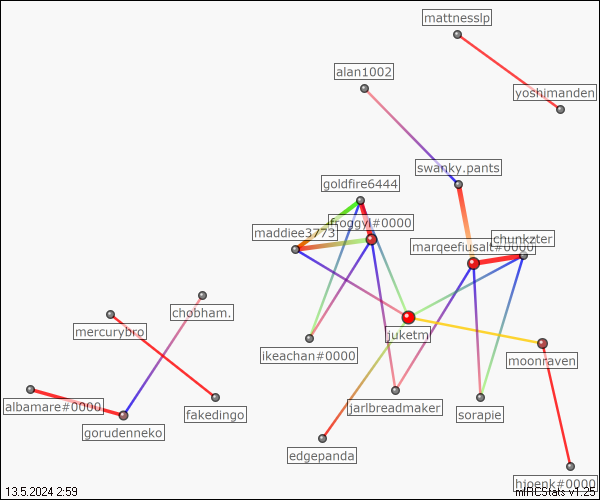 mattnesslp
alan1002
yoshimanden
swanky.pants
goldfire6444
froggyl#0000
maddiee3773
chunkzter
marqeefiusalt#0000
chobham.
mercurybro
juketm
ikeachan#0000
moonraven
albamare#0000
fakedingo
jarlbreadmaker
sorapie
gorudenneko
edgepanda
hjoenk#0000
13.5.2024 2:59
mIRCStats v1.25